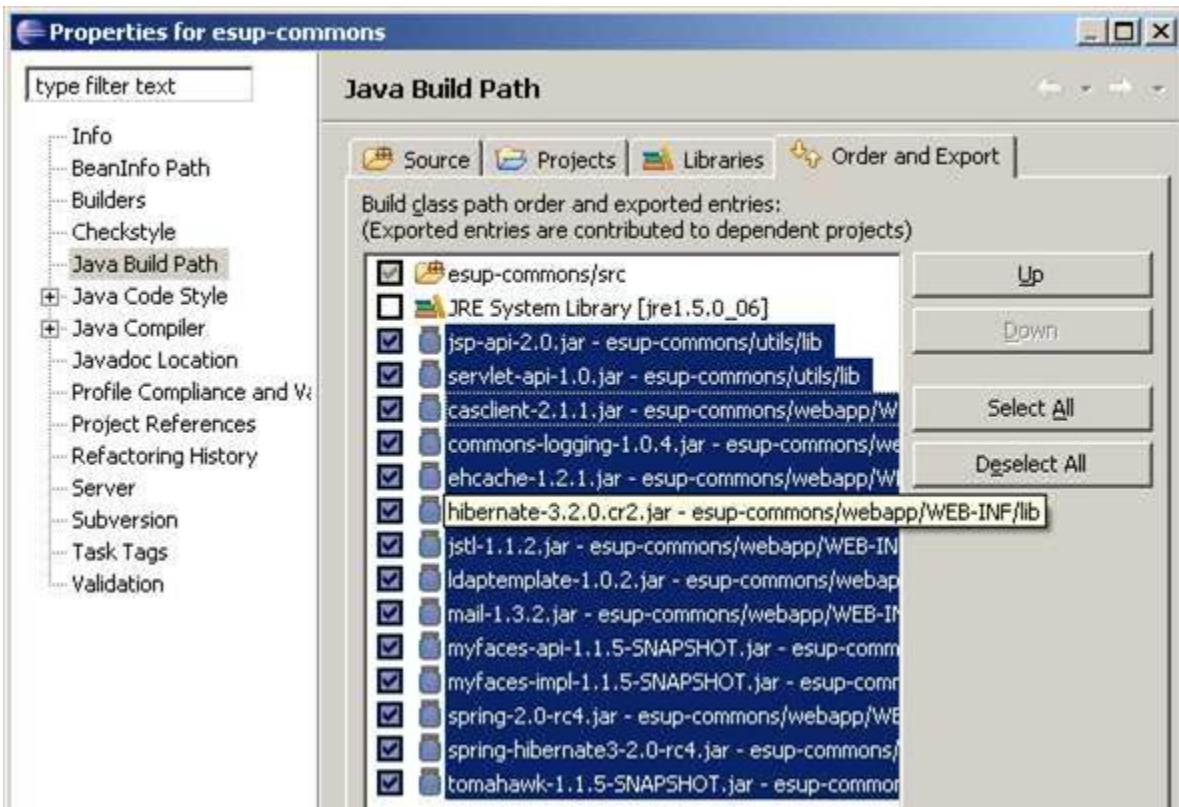 Properties for esup-commons
type filter text
Info
BeanInfo Path
Builders
Checkstyle
Java Build Path
Java Code Style
Java Compiler
Javadoc Location
Profile Compliance and Va
Project References
Refactoring History
Server
Subversion
Task Tags
Validation
Java Build Path
Source
Projects
Libraries
Order and Export
Build class path order and exported entries:
(Exported entries are contributed to dependent projects)
esup-commons/src
JRE System Library [jre1.5.0_06]
jsp-api-2.0.jar - esup-commons/utils/lib
servlet-api-1.0.jar - esup-commons/utils/lib
casclient-2.1.1.jar - esup-commons/webapp/W
commons-logging-1.0.4.jar - esup-commons/we
ehcache-1.2.1.jar - esup-commons/webapp/WI
hibernate-3.2.0.cr2.jar - esup-commons/webapp/WEB-INF/lib
jstl-1.1.2.jar - esup-commons/webapp/WEB-IN
ldaptemplate-1.0.2.jar - esup-commons/webap
mail-1.3.2.jar - esup-commons/webapp/WEB-IN
myfaces-api-1.1.5-SNAPSHOT.jar - esup-comm
myfaces-impl-1.1.5-SNAPSHOT.jar - esup-comr
spring-2.0-rc4.jar - esup-commons/webapp/WE
spring-hibernate3-2.0-rc4.jar - esup-commons/
tomahawk-1.1.5-SNAPSHOT.jar - esup-commor
Up
Down
Select All
Deselect All